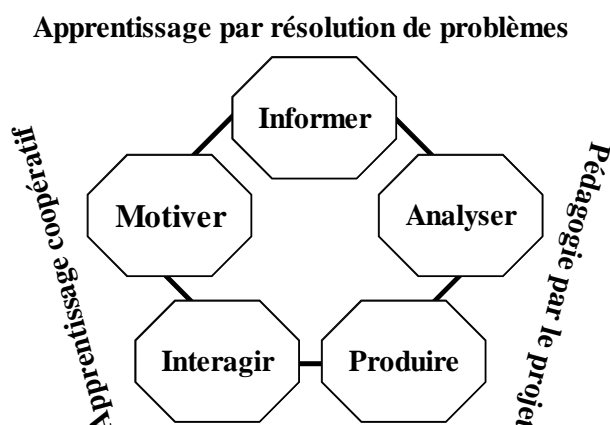 Apprentissage par résolution de problèmes
Informer
Motiver
Analyser
Interagir
Produire
Apprentissage coopératif
Pédagogie par le projet